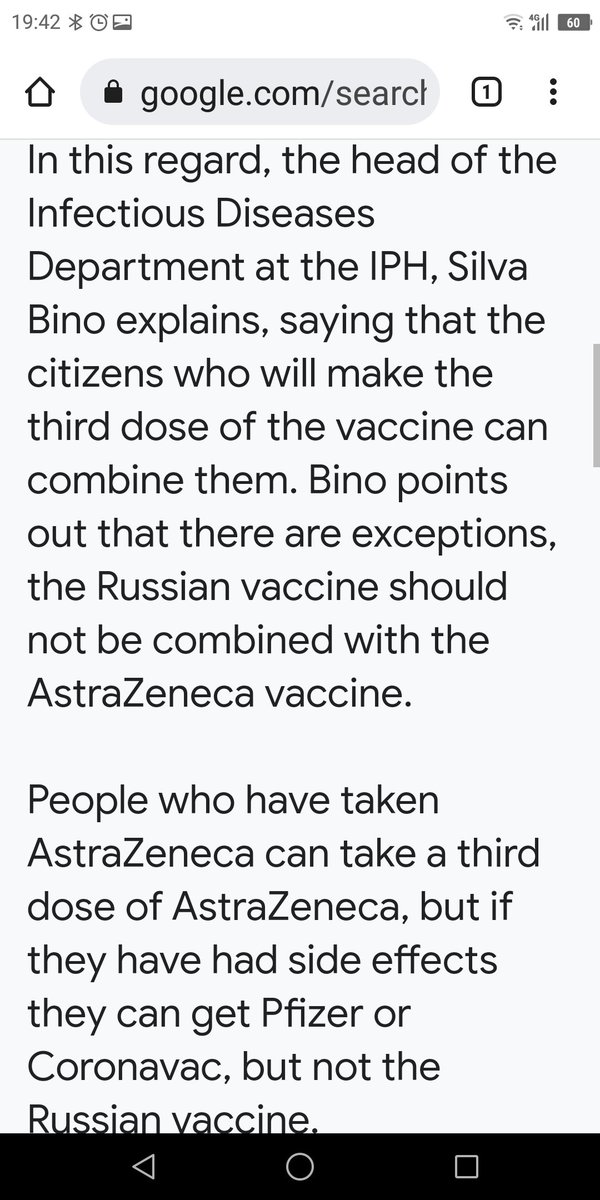 19:42
4G
60
google.com/search
1
In this regard, the head of the
Infectious Diseases
Department at the IPH, Silva
Bino explains, saying that the
citizens who will make the
third dose of the vaccine can
combine them. Bino points
out that there are exceptions,
the Russian vaccine should
not be combined with the
AstraZeneca vaccine.
People who have taken
AstraZeneca can take a third
dose of AstraZeneca, but if
they have had side effects
they can get Pfizer or
Coronavac, but not the
Russian vaccine.